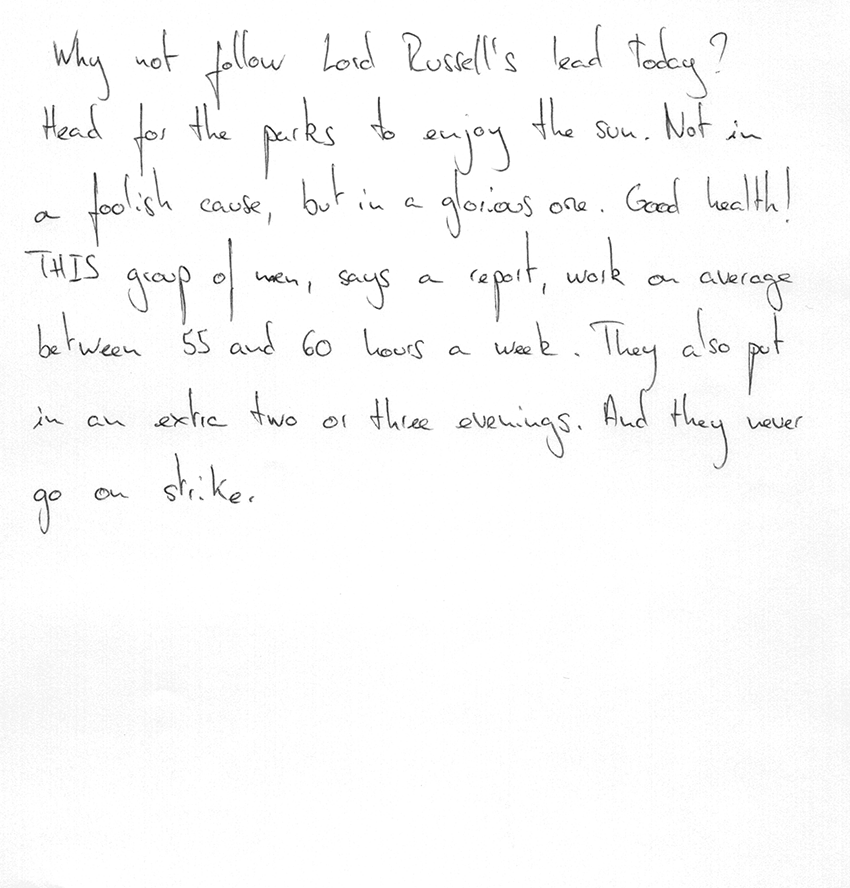 Why not follow Lord Russell's lead today?
Head for the parks to enjoy the sun. Not in
a foolish cause, but in a glorious one. Good health!
THIS group of men, says a report, work on average
between 55 and 60 hours a week. They also put
in an extra two or three evenings. And they never
go on strike.